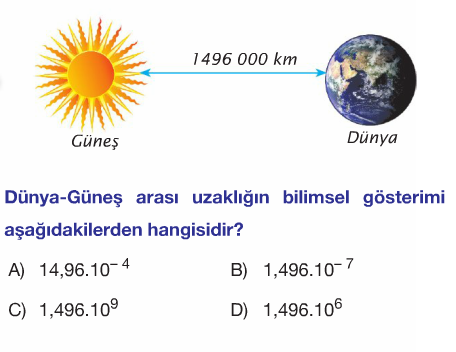 1496 000 km
Güneş
Dünya
Dünya-Güneş arası uzaklığın bilimsel gösterimi
aşağıdakilerden hangisidir?
A) 14,96.10⁻⁴ B) 1,496.10⁻⁷
C) 1,496.10⁹ D) 1,496.10⁶